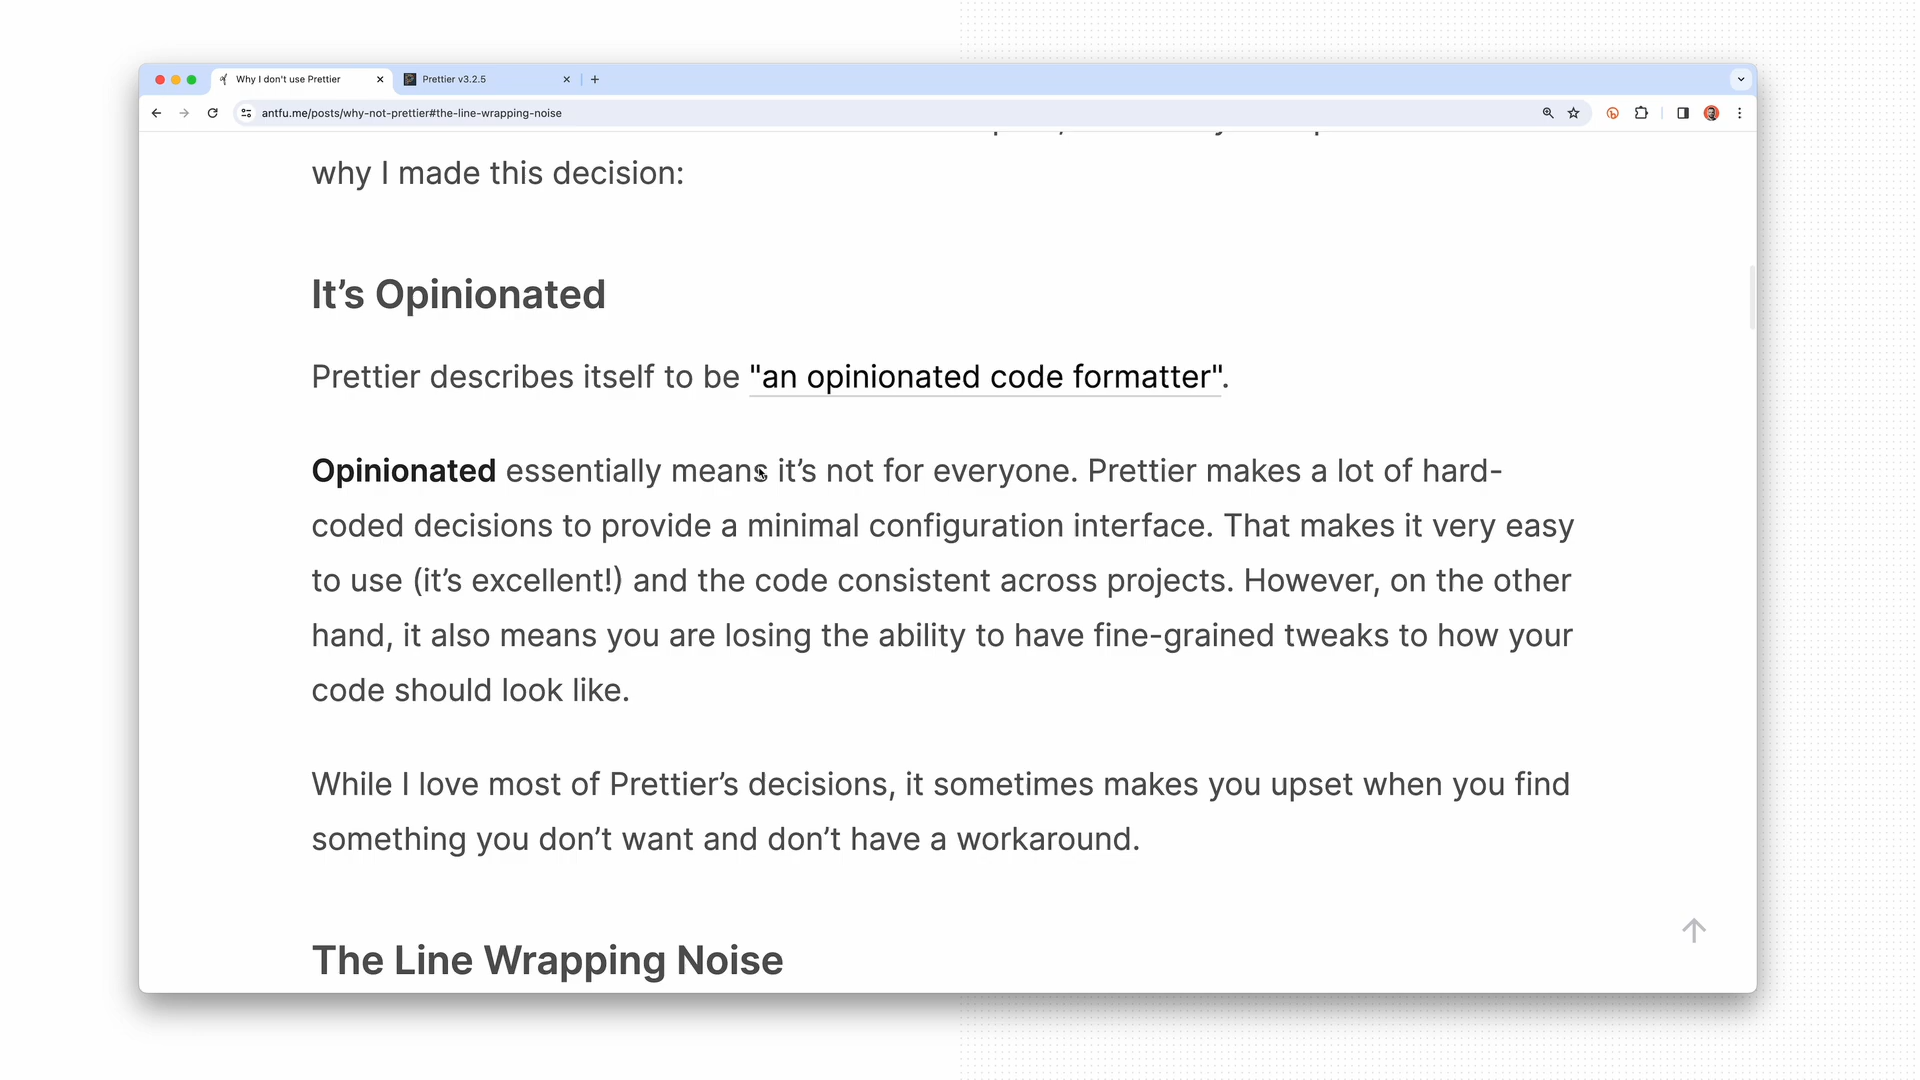 Why I don't use Prettier
Prettier v3.2.5
antfu.me/posts/why-not-prettier#the-line-wrapping-noise
why I made this decision:
It’s Opinionated
Prettier describes itself to be "an opinionated code formatter".
Opinionated essentially means it’s not for everyone. Prettier makes a lot of hard-
coded decisions to provide a minimal configuration interface. That makes it very easy
to use (it’s excellent!) and the code consistent across projects. However, on the other
hand, it also means you are losing the ability to have fine-grained tweaks to how your
code should look like.
While I love most of Prettier’s decisions, it sometimes makes you upset when you find
something you don’t want and don’t have a workaround.
The Line Wrapping Noise